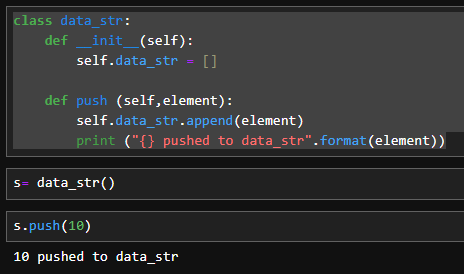 class data_str:
    def __init__(self):
        self.data_str = []

    def push (self,element):
        self.data_str.append(element)
        print ("{} pushed to data_str".format(element))
s= data_str()
s.push(10)
10 pushed to data_str